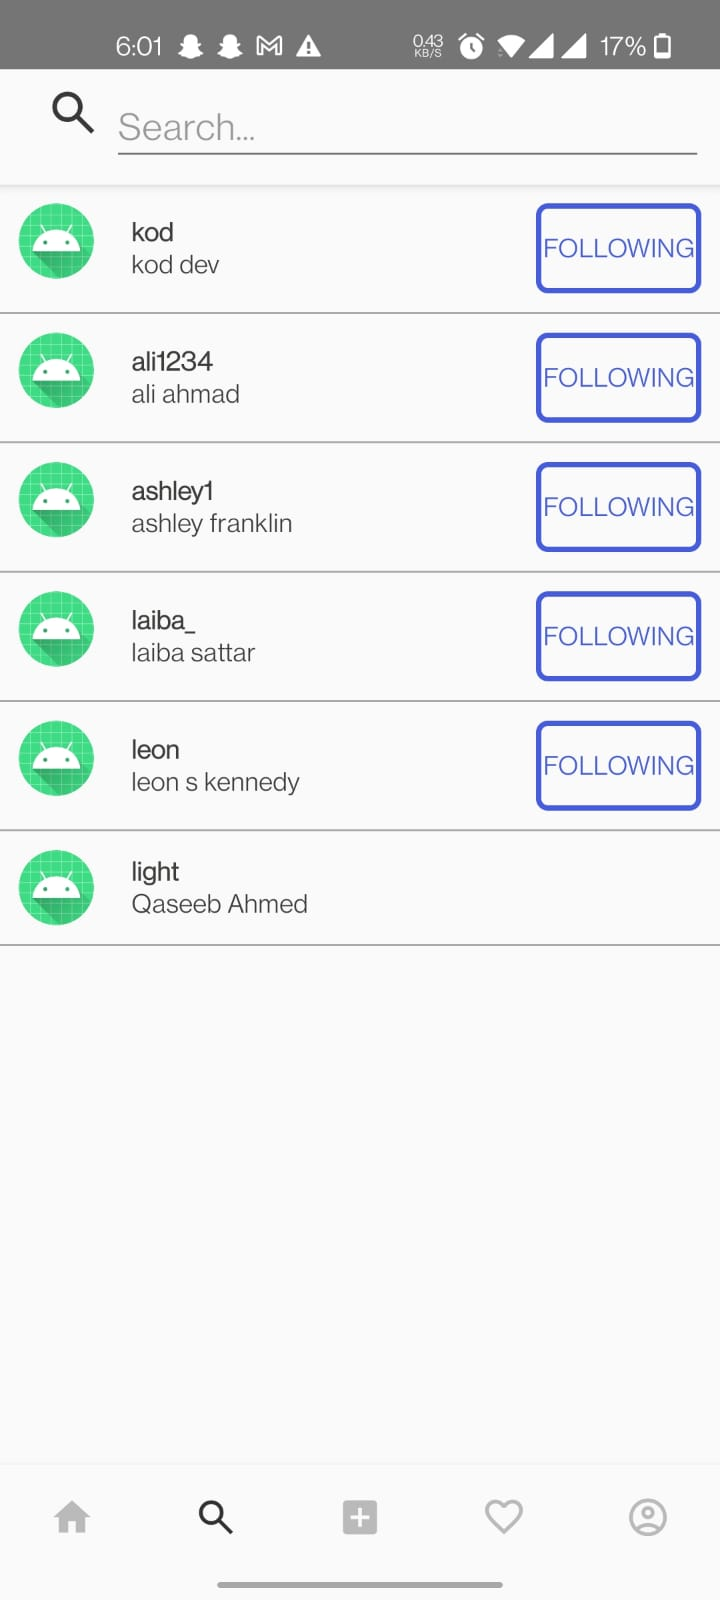 6:01 0.43 KB/S 17%
Search...
kod
kod dev
FOLLOWING
ali1234
ali ahmad
FOLLOWING
ashley1
ashley franklin
FOLLOWING
laiba_
laiba sattar
FOLLOWING
leon
leon s kennedy
FOLLOWING
light
Qaseeb Ahmed